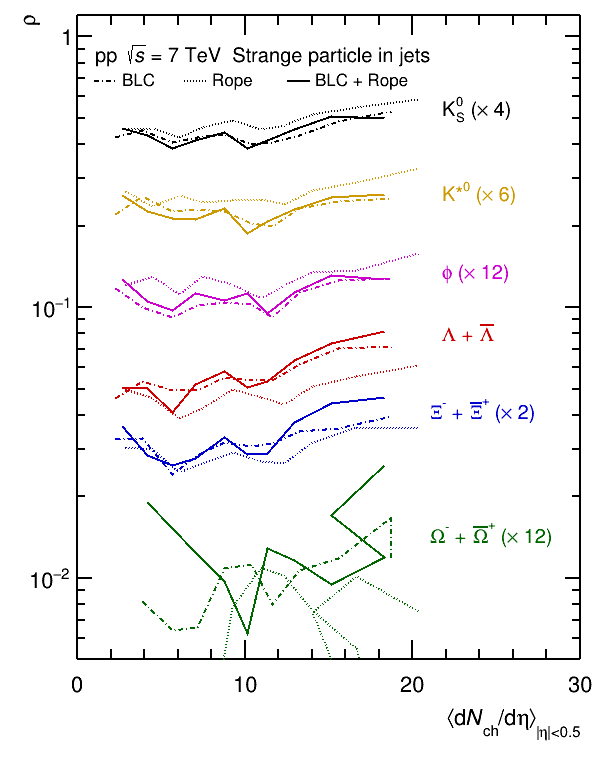 ρ
1
pp √s = 7 TeV Strange particle in jets
BLC Rope BLC + Rope
K⁰_S (× 4)
K*⁰ (× 6)
ϕ (× 12)
10⁻¹
Λ + Λ̅
Ξ⁻ + Ξ̅⁺ (× 2)
Ω⁻ + Ω̅⁺ (× 12)
10⁻²
0 10 20 30
⟨dN_ch/dη⟩_|η|<0.5